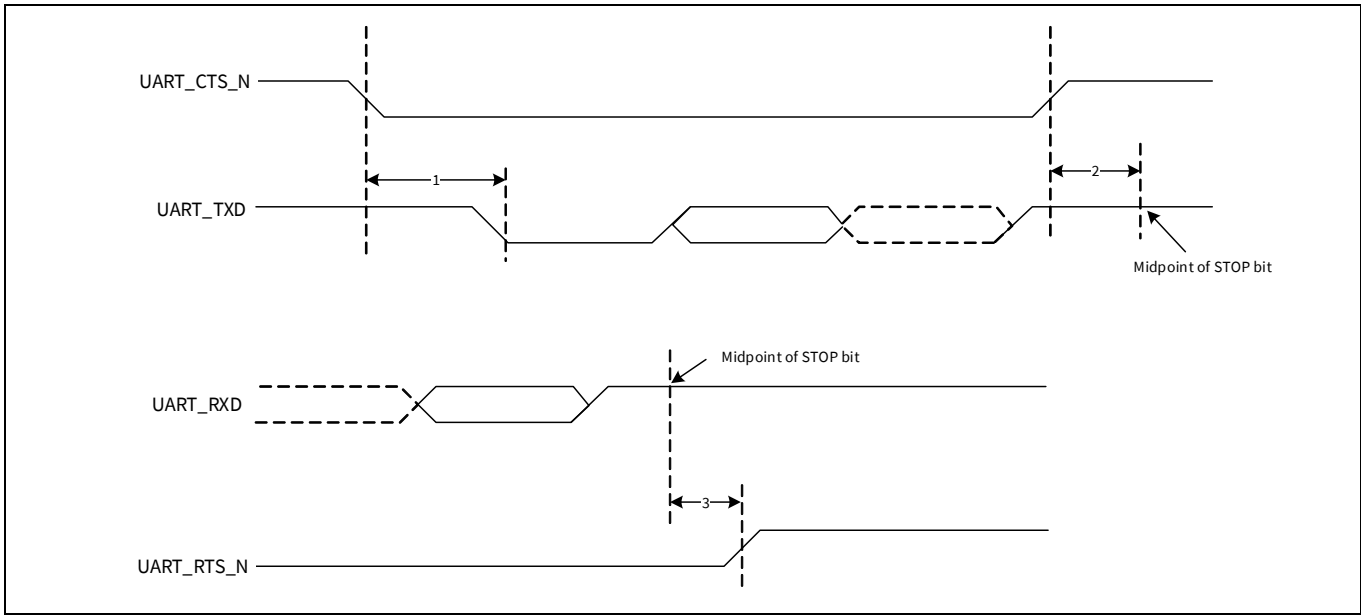 UART_CTS_N
1
2
UART_TXD
Midpoint of STOP bit
Midpoint of STOP bit
UART_RXD
3
UART_RTS_N